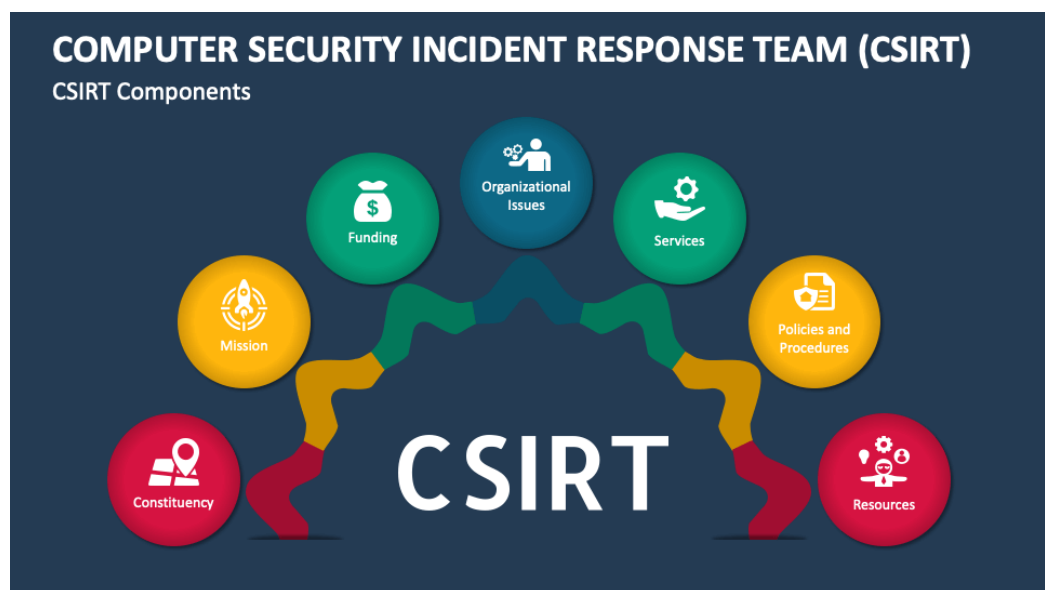 COMPUTER SECURITY INCIDENT RESPONSE TEAM (CSIRT)
CSIRT Components
Organizational
Issues
Funding
$
Services
Mission
Policies and
Procedures
CSIRT
Constituency
Resources